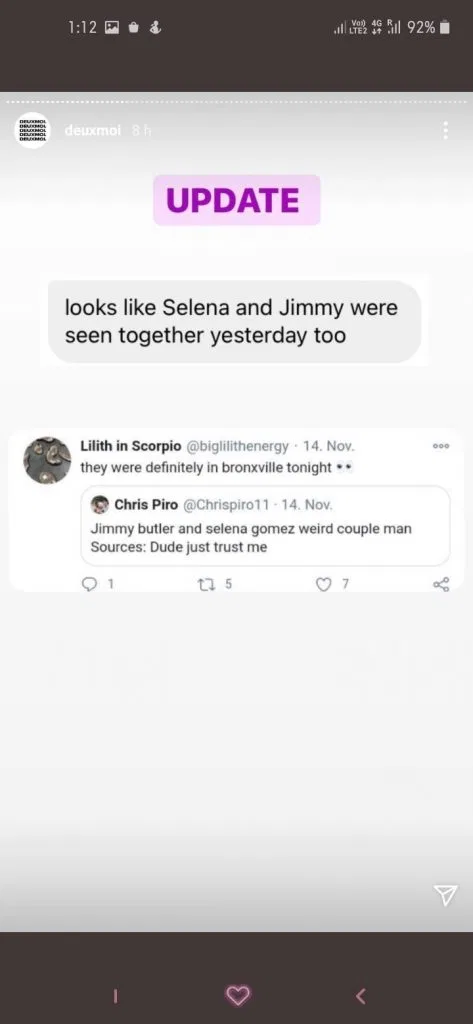 1:12
Vo)) LTE2 4G R 92%
DEUXMOI.
DEUXMOI.
DEUXMOI.
DEUXMOI.
DEUXMOI.
deuxmoi 8 h
UPDATE
looks like Selena and Jimmy were
seen together yesterday too
Lilith in Scorpio @biglilithenergy · 14. Nov.
they were definitely in bronxville tonight 👀
Chris Piro @Chrispiro11 · 14. Nov.
Jimmy butler and selena gomez weird couple man
Sources: Dude just trust me
1 5 7